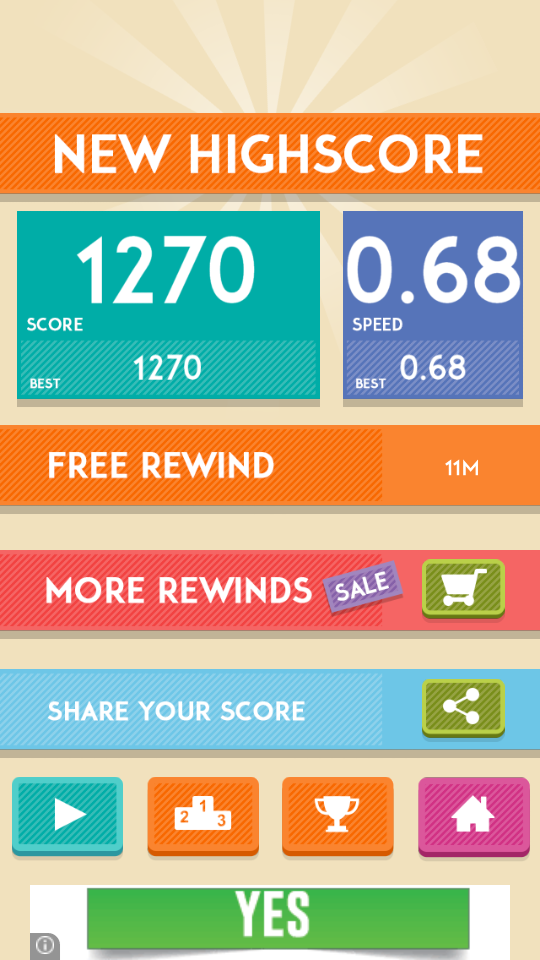 NEW HIGHSCORE
1270
SCORE
BEST 1270
0.68
SPEED
BEST 0.68
FREE REWIND 11M
MORE REWINDS SALE
SHARE YOUR SCORE
2 1 3
YES